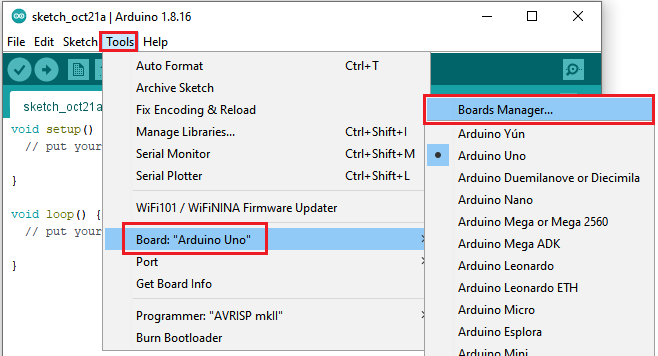 sketch_oct21a | Arduino 1.8.16
File Edit Sketch Tools Help
sketch_oct21a
void setup()
// put your
}
void loop() {
// put your
}
Auto Format Ctrl+T
Archive Sketch
Fix Encoding & Reload
Manage Libraries... Ctrl+Shift+I
Serial Monitor Ctrl+Shift+M
Serial Plotter Ctrl+Shift+L
WiFi101 / WiFiNINA Firmware Updater
Board: "Arduino Uno"
Port
Get Board Info
Programmer: "AVRISP mkII"
Burn Bootloader
Boards Manager...
Arduino Yún
Arduino Uno
Arduino Duemilanove or Diecimila
Arduino Nano
Arduino Mega or Mega 2560
Arduino Mega ADK
Arduino Leonardo
Arduino Leonardo ETH
Arduino Micro
Arduino Esplora
Arduino Mini